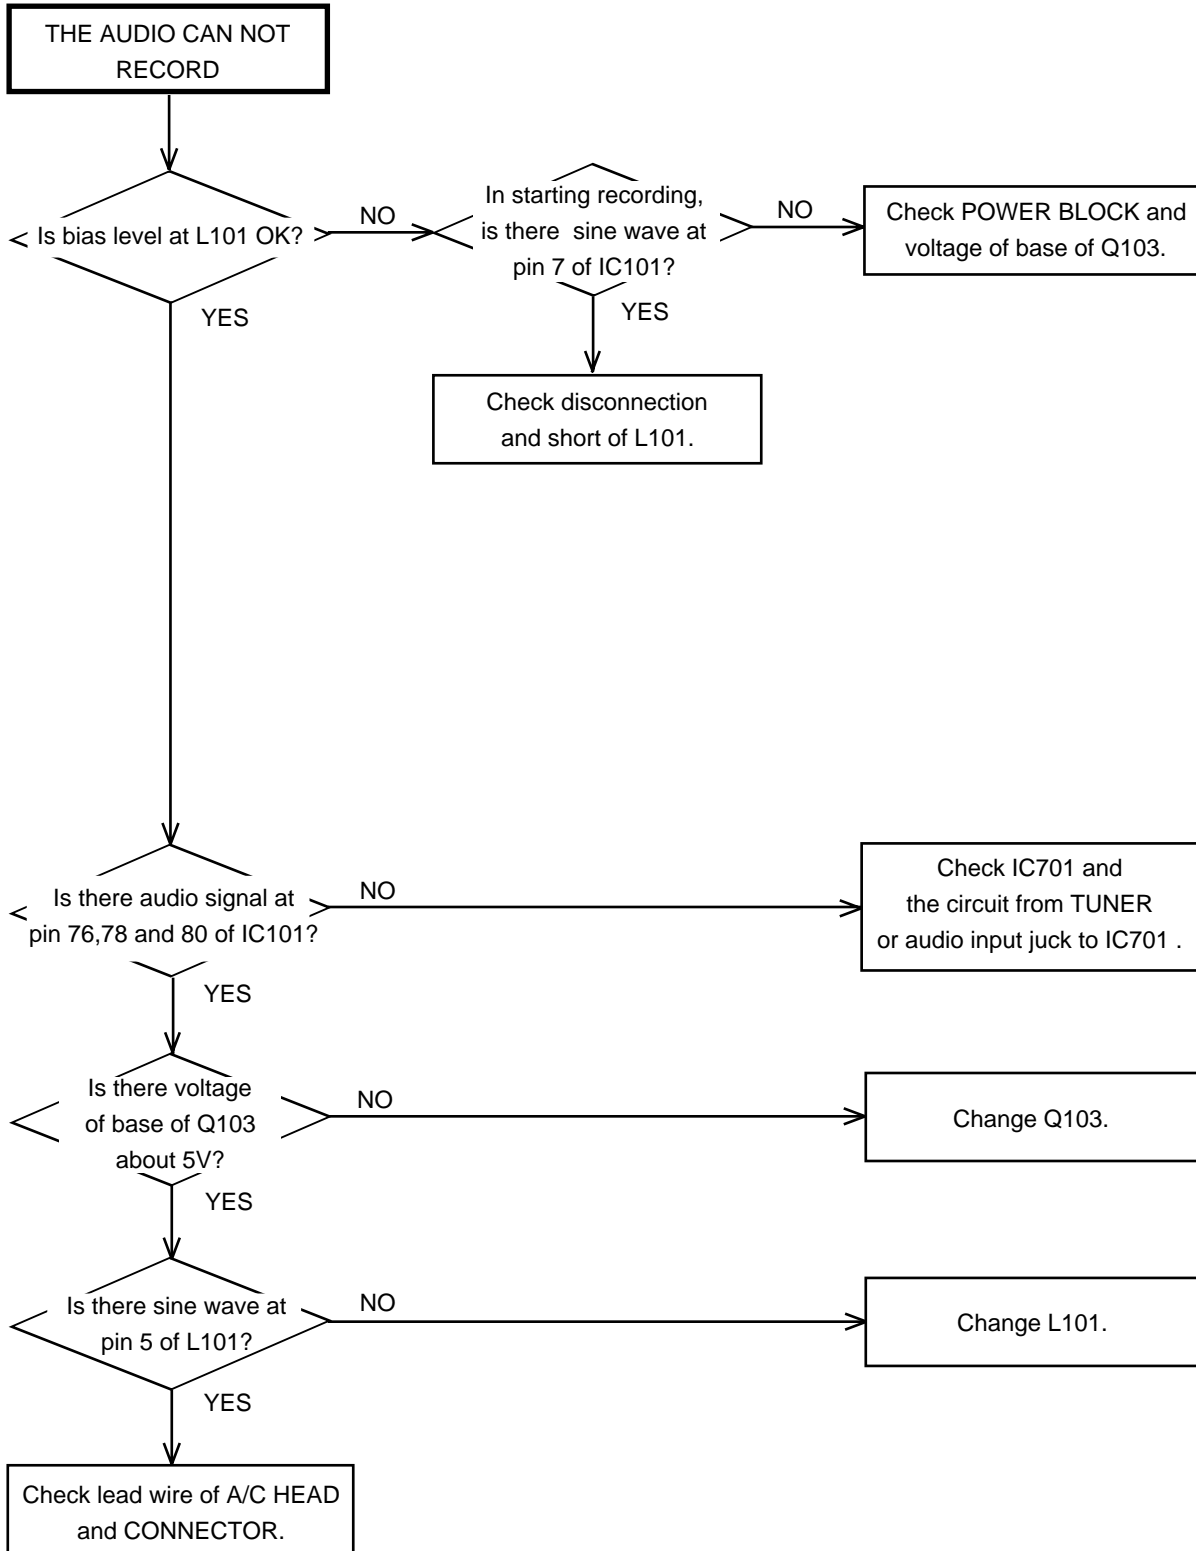 THE AUDIO CAN NOT
RECORD
Is bias level at L101 OK?
NO
In starting recording,
is there sine wave at
pin 7 of IC101?
NO
Check POWER BLOCK and
voltage of base of Q103.
YES
YES
Check disconnection
and short of L101.
Is there audio signal at
pin 76,78 and 80 of IC101?
NO
Check IC701 and
the circuit from TUNER
or audio input juck to IC701 .
YES
Is there voltage
of base of Q103
about 5V?
NO
Change Q103.
YES
Is there sine wave at
pin 5 of L101?
NO
Change L101.
YES
Check lead wire of A/C HEAD
and CONNECTOR.